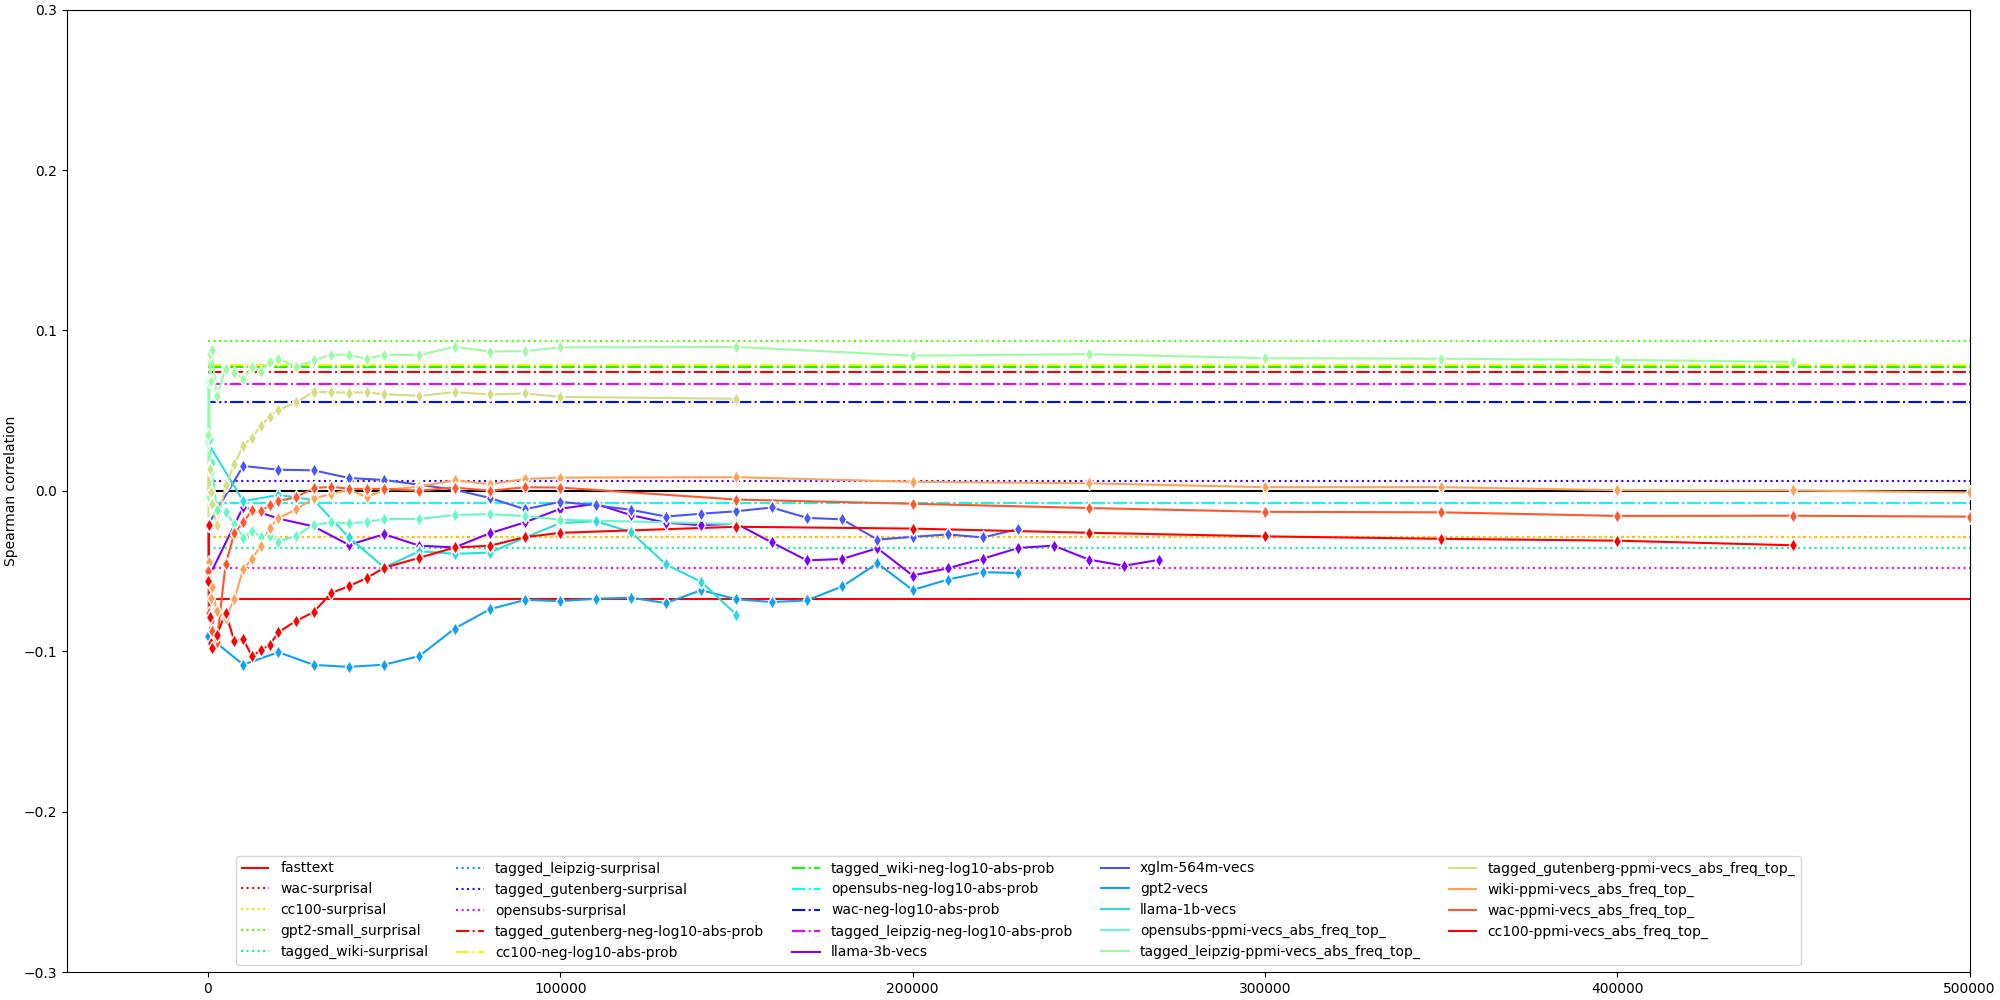 0.3
0.2
0.1
0.0
−0.1
−0.2
−0.3
Spearman correlation
fasttext
wac-surprisal
cc100-surprisal
gpt2-small_surprisal
tagged_wiki-surprisal
tagged_leipzig-surprisal
tagged_gutenberg-surprisal
opensubs-surprisal
tagged_gutenberg-neg-log10-abs-prob
cc100-neg-log10-abs-prob
tagged_wiki-neg-log10-abs-prob
opensubs-neg-log10-abs-prob
wac-neg-log10-abs-prob
tagged_leipzig-neg-log10-abs-prob
llama-3b-vecs
xglm-564m-vecs
gpt2-vecs
llama-1b-vecs
opensubs-ppmi-vecs_abs_freq_top_
tagged_leipzig-ppmi-vecs_abs_freq_top_
tagged_gutenberg-ppmi-vecs_abs_freq_top_
wiki-ppmi-vecs_abs_freq_top_
wac-ppmi-vecs_abs_freq_top_
cc100-ppmi-vecs_abs_freq_top_
0 100000 200000 300000 400000 500000